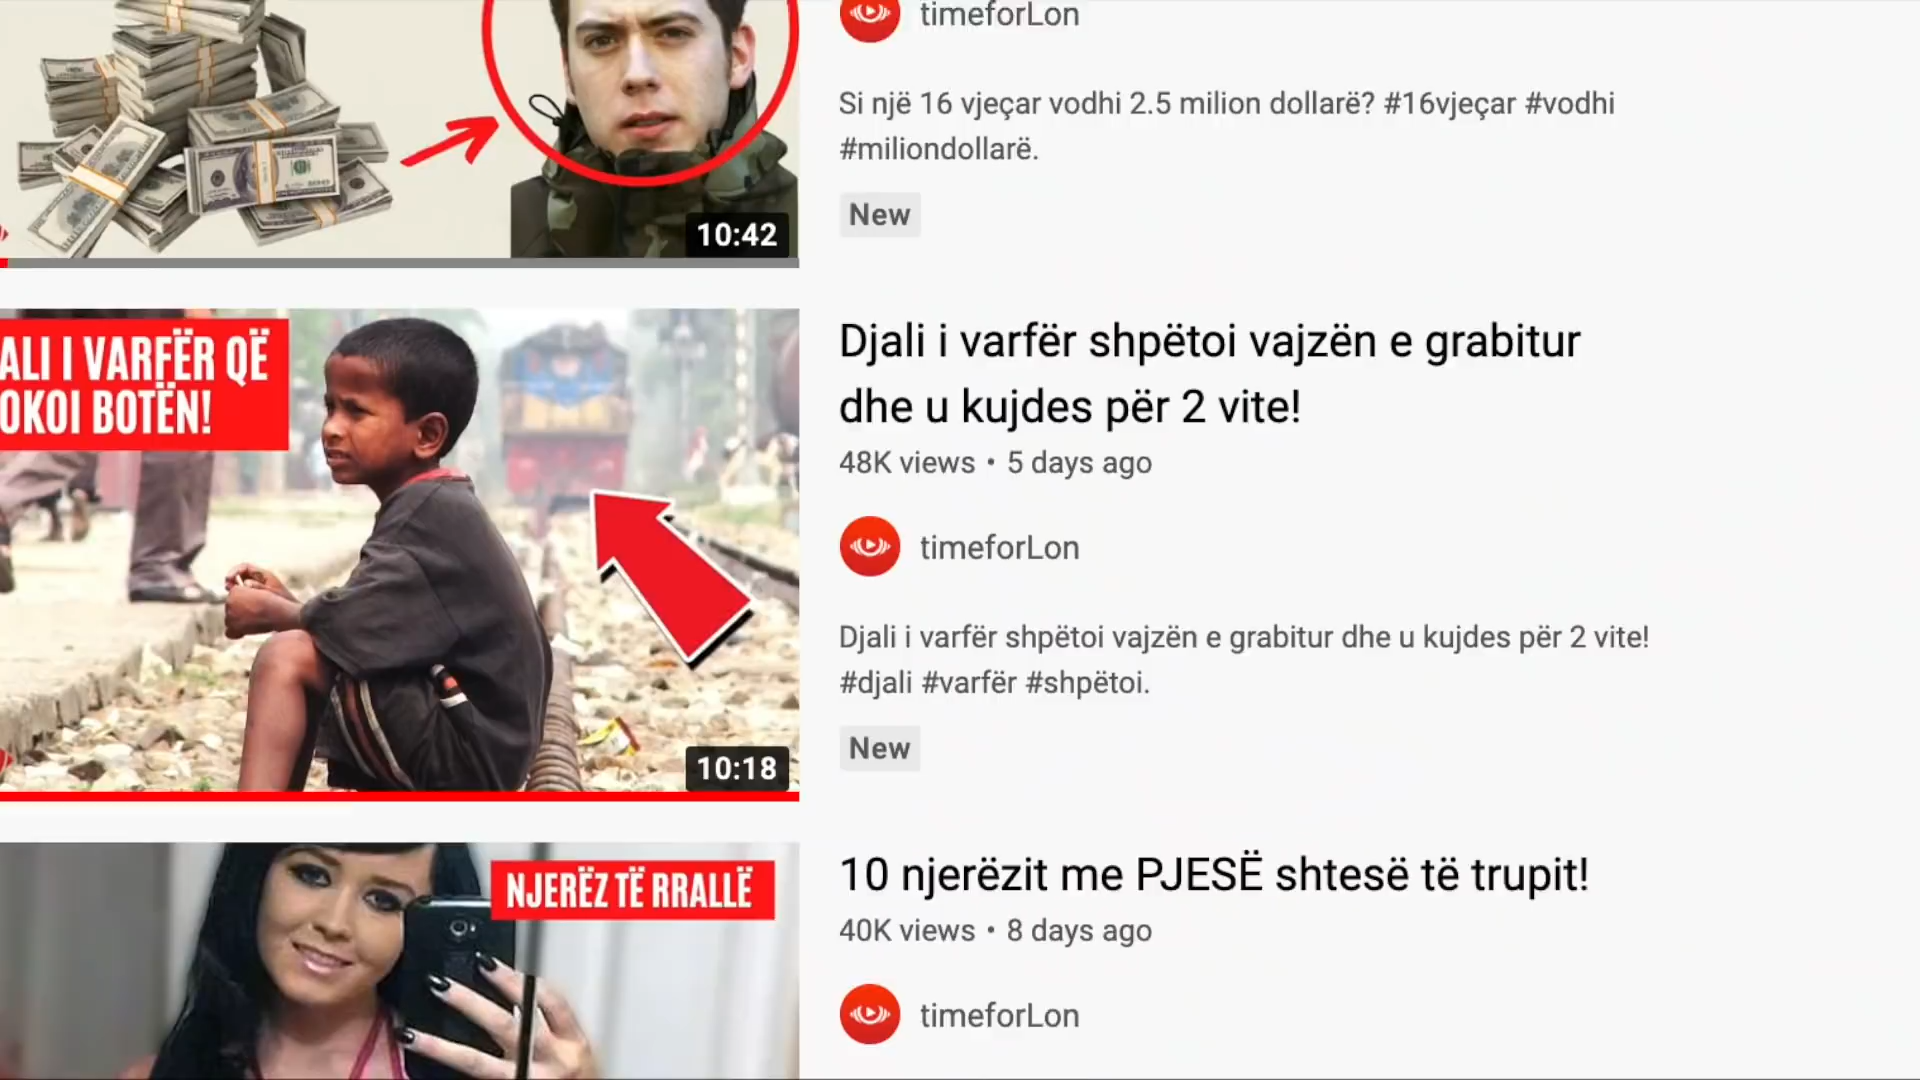 timeforLon
Si një 16 vjeçar vodhi 2.5 milion dollarë? #16vjeçar #vodhi
#miliondollarë.
New
10:42
ALI I VARFËR QË
OKOI BOTËN!
10:18
Djali i varfër shpëtoi vajzën e grabitur
dhe u kujdes për 2 vite!
48K views • 5 days ago
timeforLon
Djali i varfër shpëtoi vajzën e grabitur dhe u kujdes për 2 vite!
#djali #varfër #shpëtoi.
New
NJERËZ TË RRALLË
10 njerëzit me PJESË shtesë të trupit!
40K views • 8 days ago
timeforLon